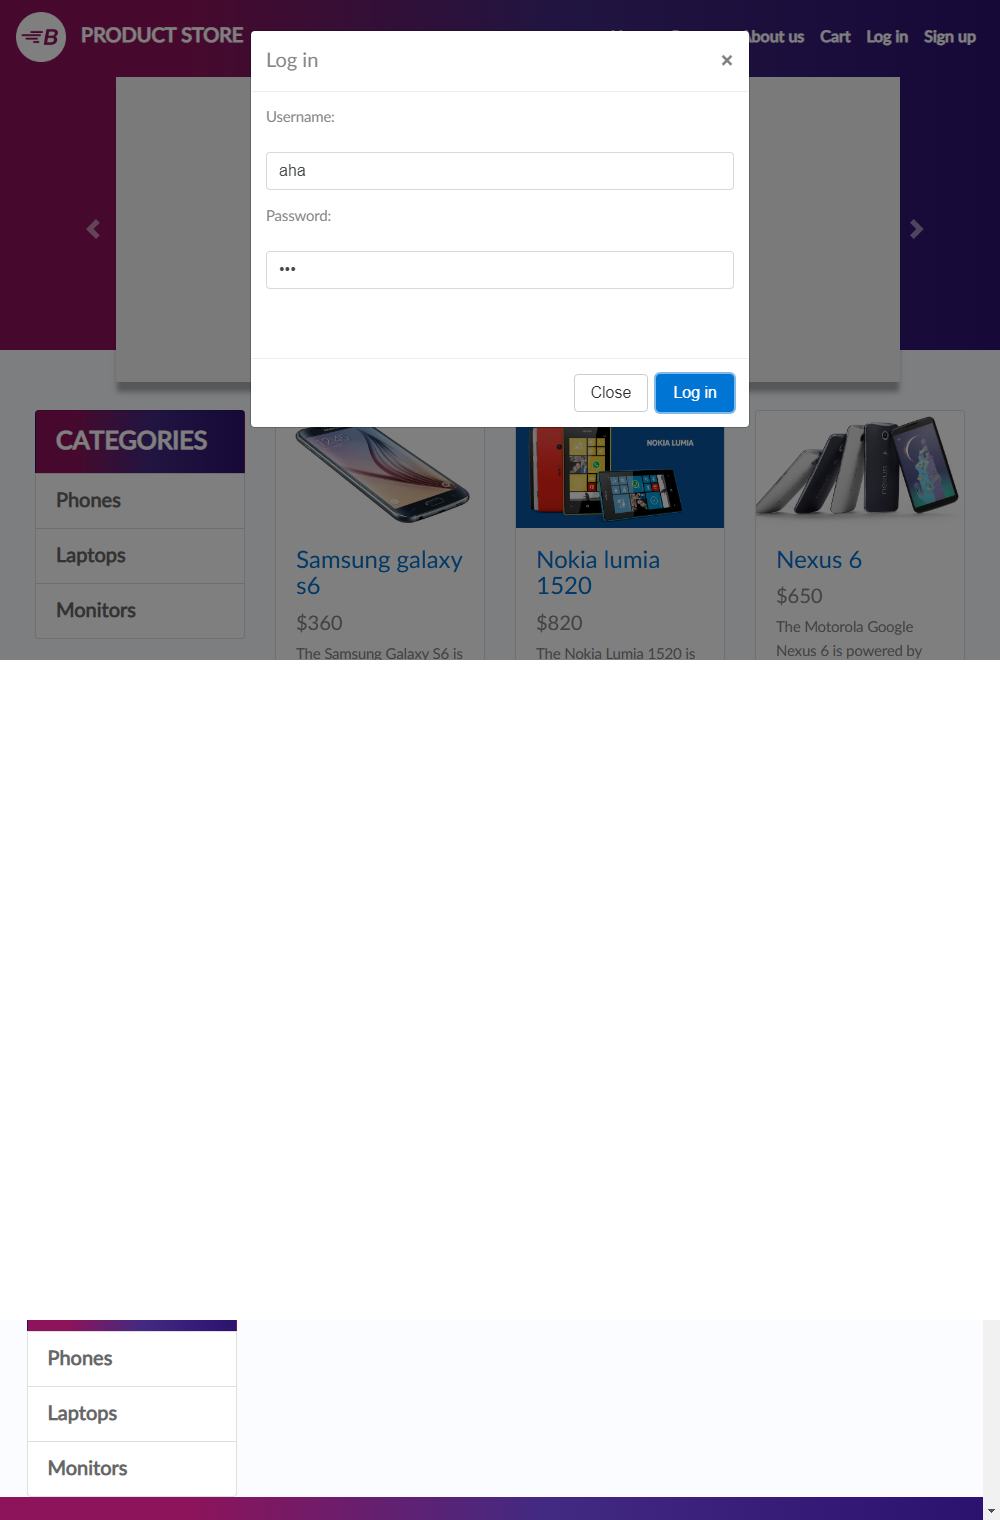 B PRODUCT STORE
About us Cart Log in Sign up
Log in ×
Username:
aha
Password:
•••
Close Log in
CATEGORIES
Phones
Laptops
Monitors
NOKIA LUMIA
nexus
Samsung galaxy
s6
$360
The Samsung Galaxy S6 is
Nokia lumia
1520
$820
The Nokia Lumia 1520 is
Nexus 6
$650
The Motorola Google
Nexus 6 is powered by
Phones
Laptops
Monitors